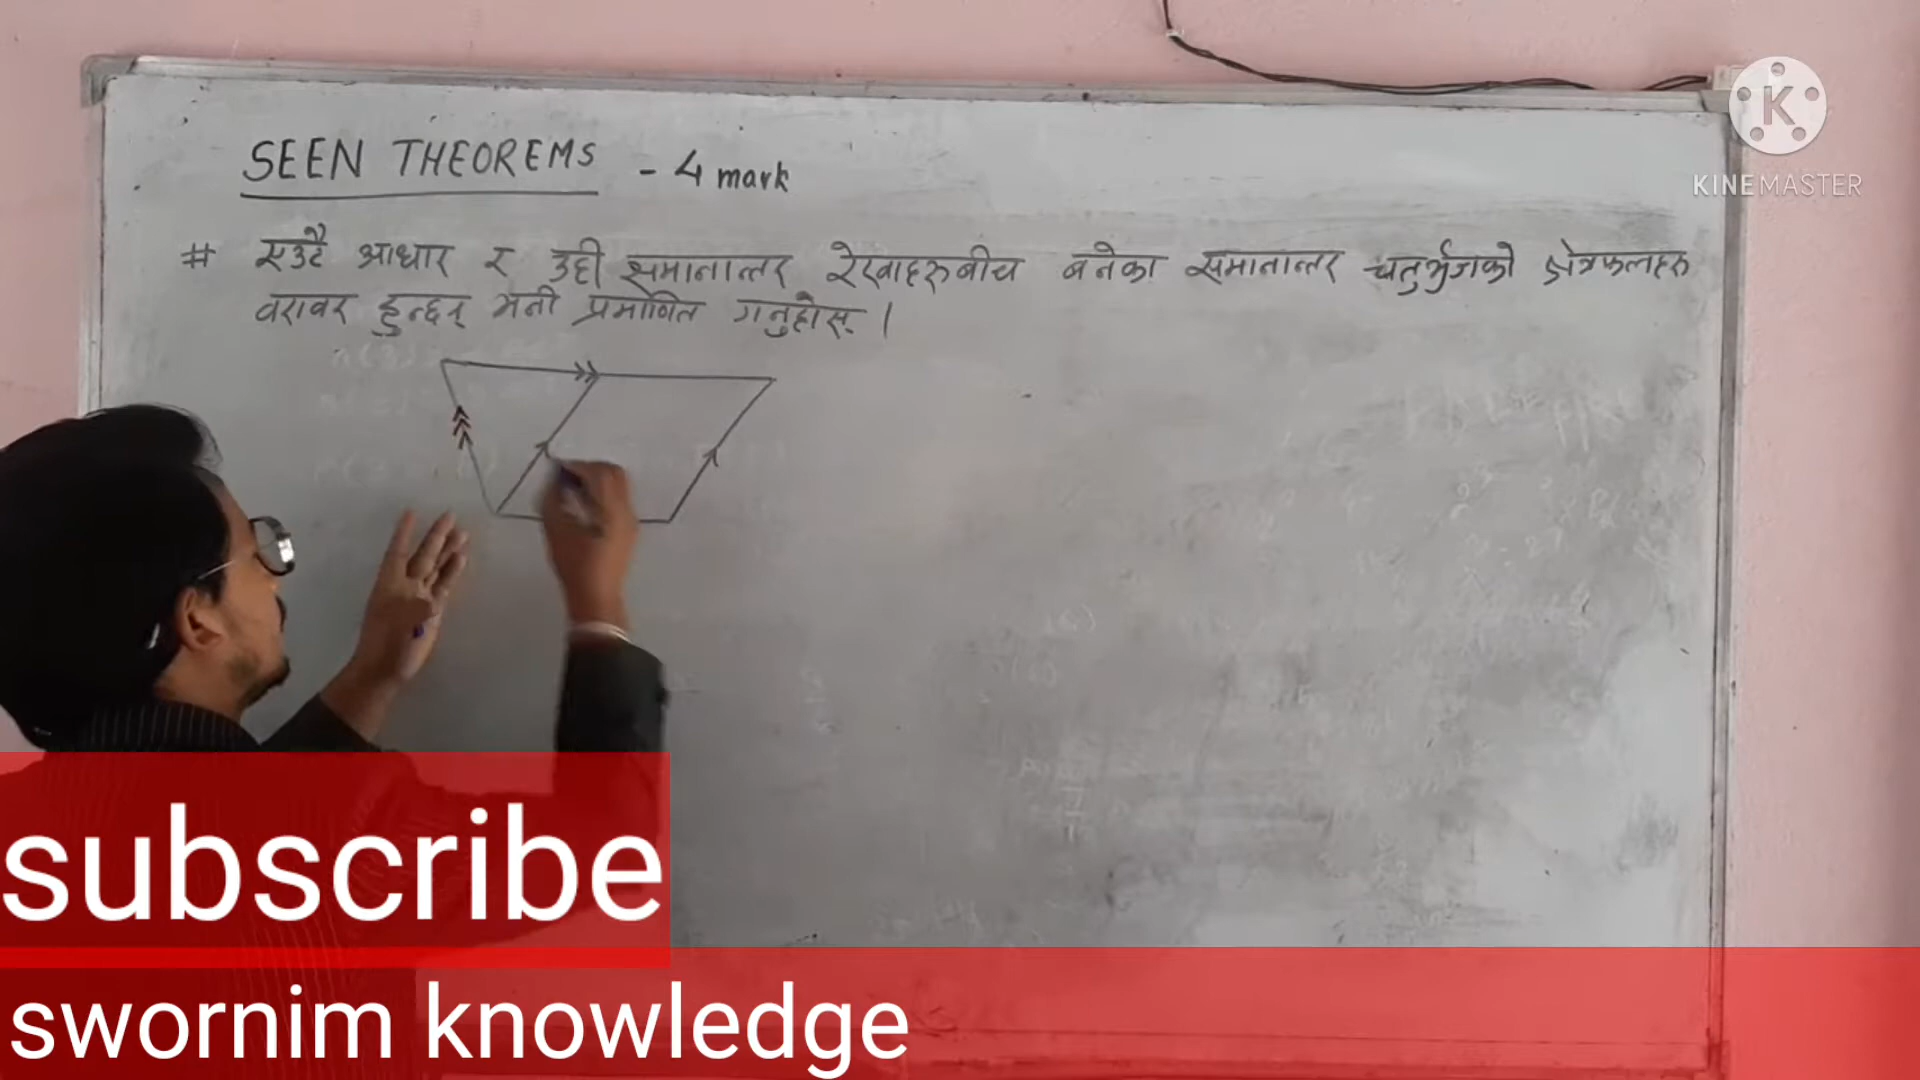 SEEN THEOREMS - 4 mark
# एउटै आधार र उही समानान्तर रेखाहरुबीच बनेका समानान्तर चतुर्भुजको क्षेत्रफलहरु
बराबर हुन्छन् भनी प्रमाणित गर्नुहोस् ।
K
KINEMASTER
subscribe
swornim knowledge